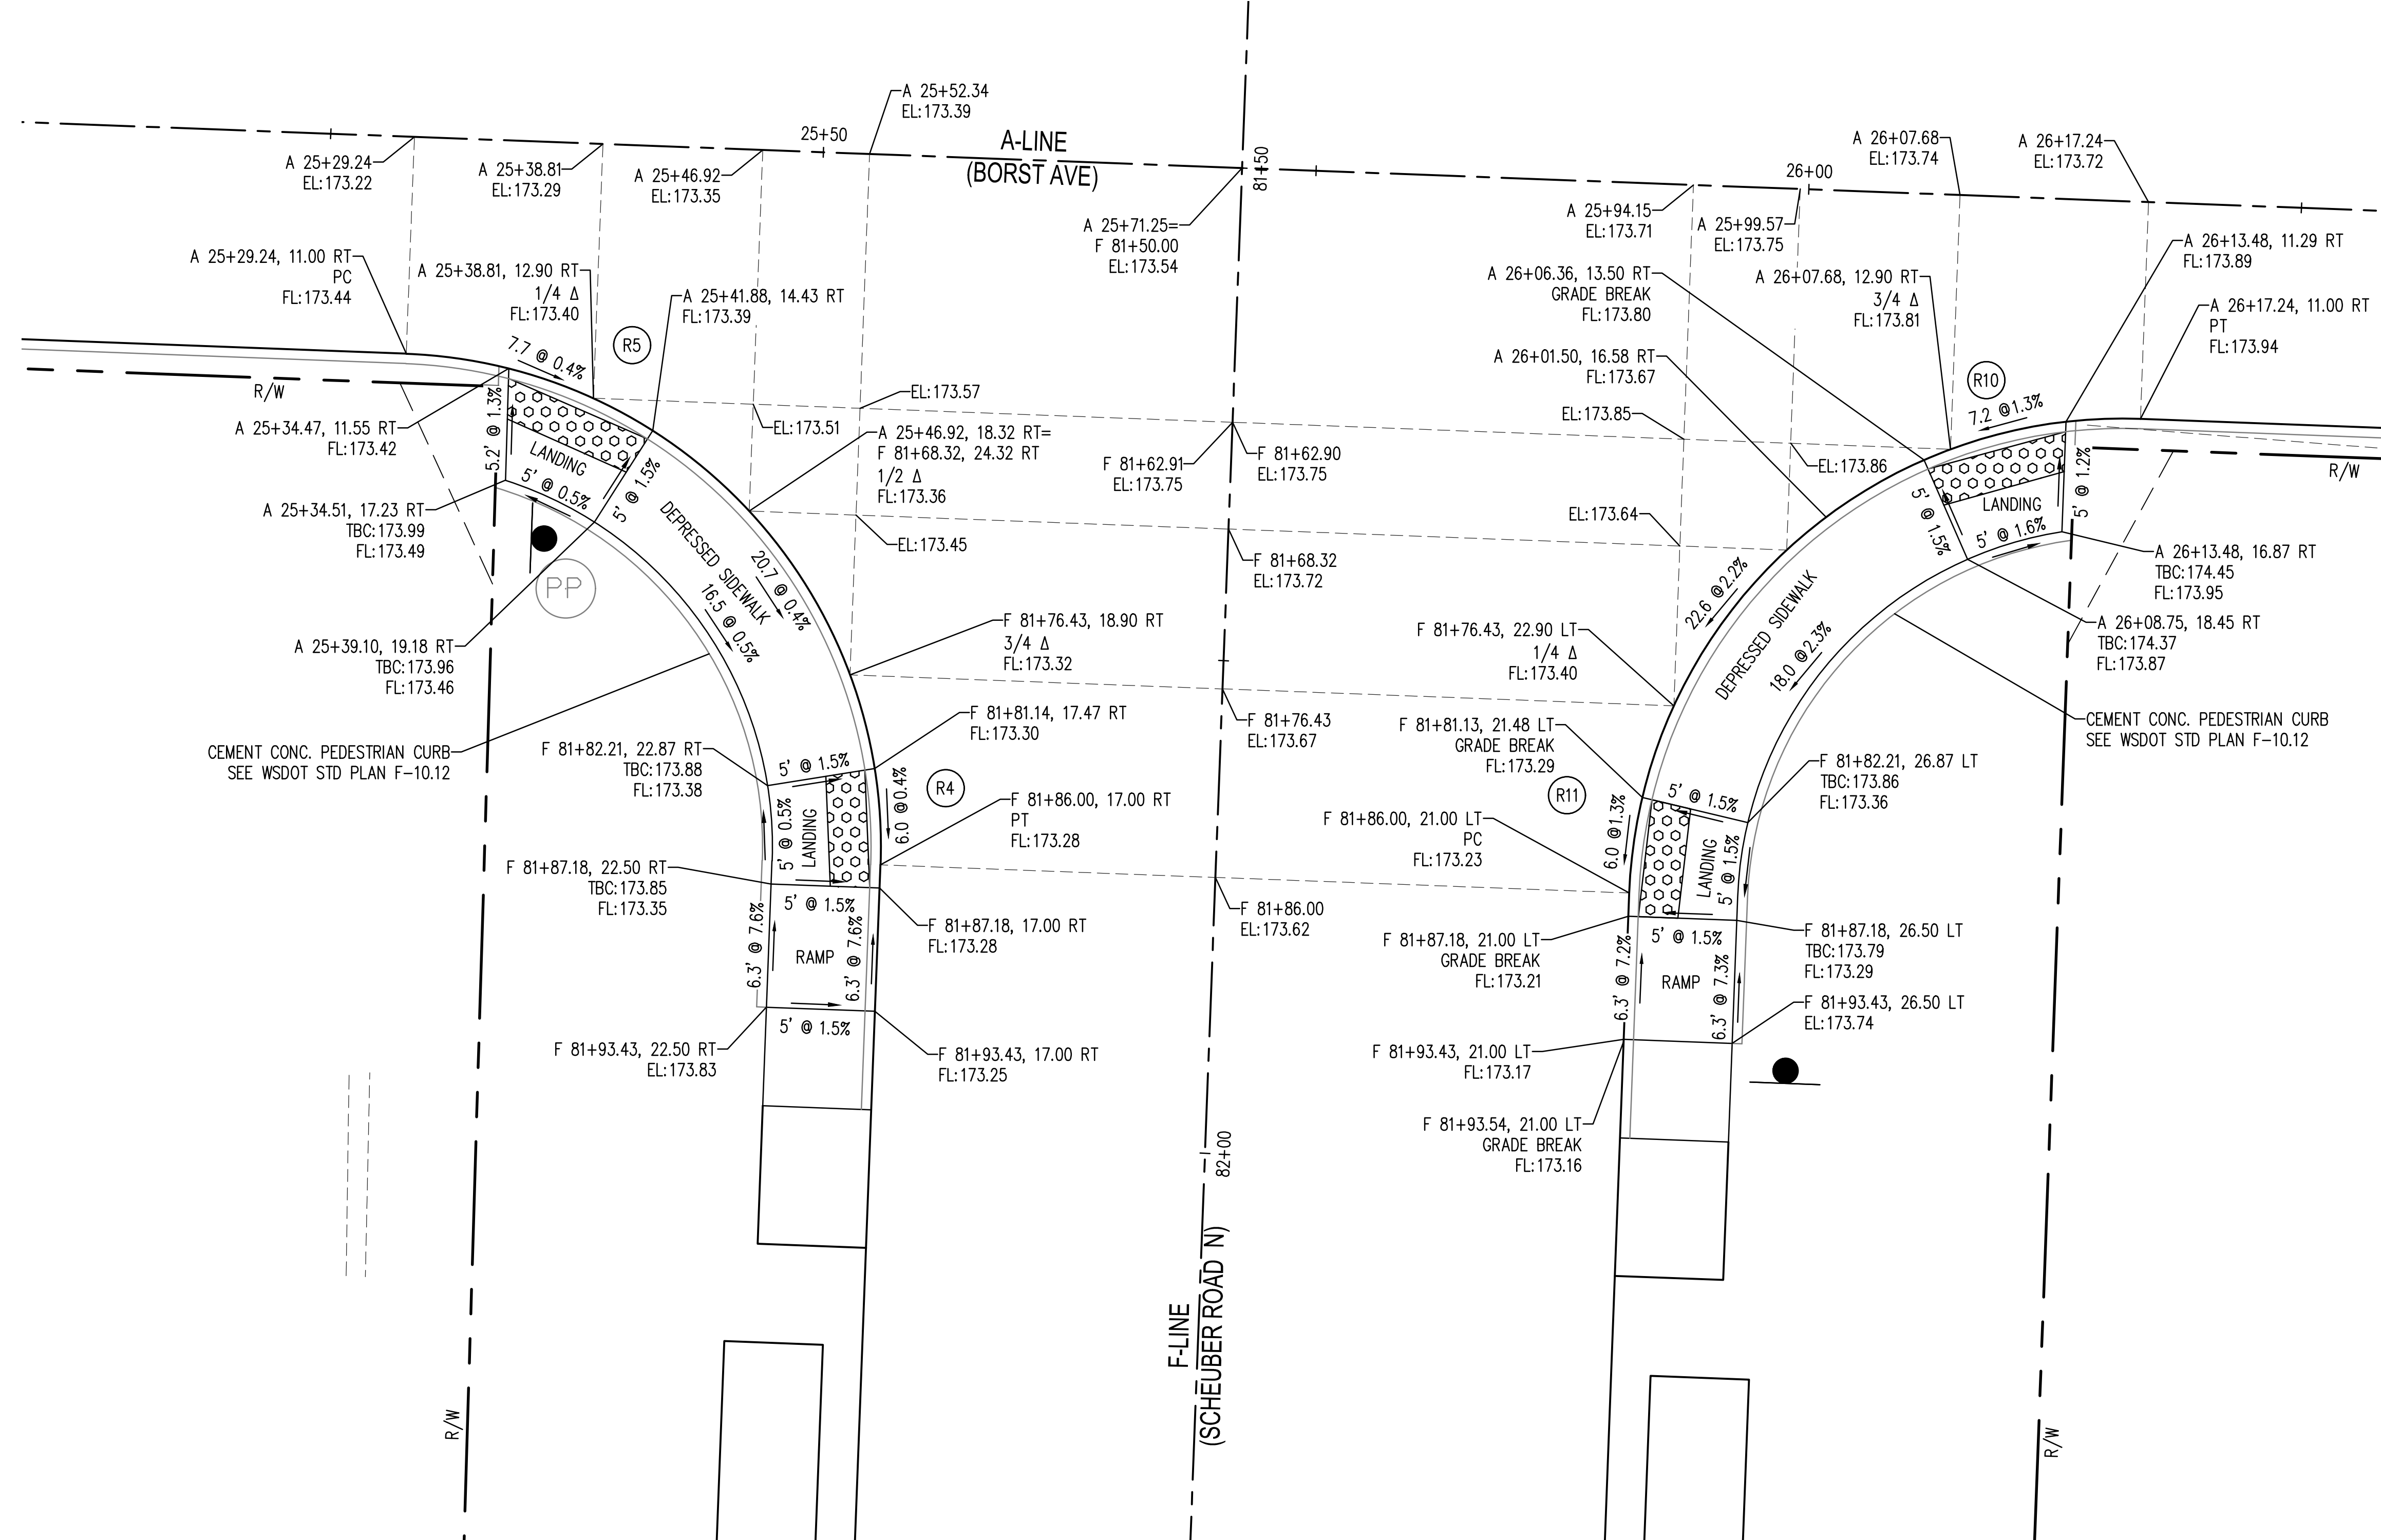 A 25+52.34
EL:173.39
25+50
A-LINE
(BORST AVE)
A 25+29.24
EL:173.22
A 25+38.81
EL:173.29
A 25+46.92
EL:173.35
81+50
A 25+71.25=
F 81+50.00
EL:173.54
A 26+07.68
EL:173.74
A 26+17.24
EL:173.72
26+00
A 25+94.15
EL:173.71
A 25+99.57
EL:173.75
A 25+29.24, 11.00 RT
PC
FL:173.44
A 25+38.81, 12.90 RT
1/4 Δ
FL:173.40
A 25+41.88, 14.43 RT
FL:173.39
R5
7.7 @ 0.4%
R/W
A 25+34.47, 11.55 RT
FL:173.42
5.2' @ 1.3%
LANDING
5' @ 0.5%
5' @ 1.5%
A 25+34.51, 17.23 RT
TBC:173.99
FL:173.49
PP
A 25+39.10, 19.18 RT
TBC:173.96
FL:173.46
DEPRESSED SIDEWALK
20.7 @ 0.4%
16.5 @ 0.5%
EL:173.57
EL:173.51
A 25+46.92, 18.32 RT=
F 81+68.32, 24.32 RT
1/2 Δ
FL:173.36
EL:173.45
F 81+62.91
EL:173.75
F 81+62.90
EL:173.75
F 81+68.32
EL:173.72
F 81+76.43, 18.90 RT
3/4 Δ
FL:173.32
F 81+76.43
EL:173.67
F 81+81.14, 17.47 RT
FL:173.30
CEMENT CONC. PEDESTRIAN CURB
SEE WSDOT STD PLAN F-10.12
F 81+82.21, 22.87 RT
TBC:173.88
FL:173.38
5' @ 1.5%
5' @ 0.5%
LANDING
6.0 @0.4%
R4
F 81+86.00, 17.00 RT
PT
FL:173.28
F 81+87.18, 22.50 RT
TBC:173.85
FL:173.35
5' @ 1.5%
6.3' @ 7.6%
RAMP
6.3' @ 7.6%
5' @ 1.5%
F 81+87.18, 17.00 RT
FL:173.28
F 81+93.43, 22.50 RT
EL:173.83
F 81+93.43, 17.00 RT
FL:173.25
F 81+86.00
EL:173.62
82+00
F-LINE
(SCHEUBER ROAD N)
R/W
A 26+06.36, 13.50 RT
GRADE BREAK
FL:173.80
A 26+07.68, 12.90 RT
3/4 Δ
FL:173.81
A 26+13.48, 11.29 RT
FL:173.89
A 26+17.24, 11.00 RT
PT
FL:173.94
A 26+01.50, 16.58 RT
FL:173.67
R10
7.2 @1.3%
EL:173.85
EL:173.86
EL:173.64
R/W
LANDING
5' @ 1.5%
5' @ 1.6%
5' @ 1.2%
A 26+13.48, 16.87 RT
TBC:174.45
FL:173.95
A 26+08.75, 18.45 RT
TBC:174.37
FL:173.87
22.6 @2.2%
DEPRESSED SIDEWALK
18.0 @2.3%
F 81+76.43, 22.90 LT
1/4 Δ
FL:173.40
F 81+81.13, 21.48 LT
GRADE BREAK
FL:173.29
CEMENT CONC. PEDESTRIAN CURB
SEE WSDOT STD PLAN F-10.12
F 81+82.21, 26.87 LT
TBC:173.86
FL:173.36
R11
5' @ 1.5%
6.0 @1.3%
LANDING
5' @ 1.5%
F 81+86.00, 21.00 LT
PC
FL:173.23
F 81+87.18, 21.00 LT
GRADE BREAK
FL:173.21
5' @ 1.5%
6.3' @ 7.2%
RAMP
6.3' @ 7.3%
F 81+87.18, 26.50 LT
TBC:173.79
FL:173.29
F 81+93.43, 26.50 LT
EL:173.74
F 81+93.43, 21.00 LT
FL:173.17
F 81+93.54, 21.00 LT
GRADE BREAK
FL:173.16
R/W